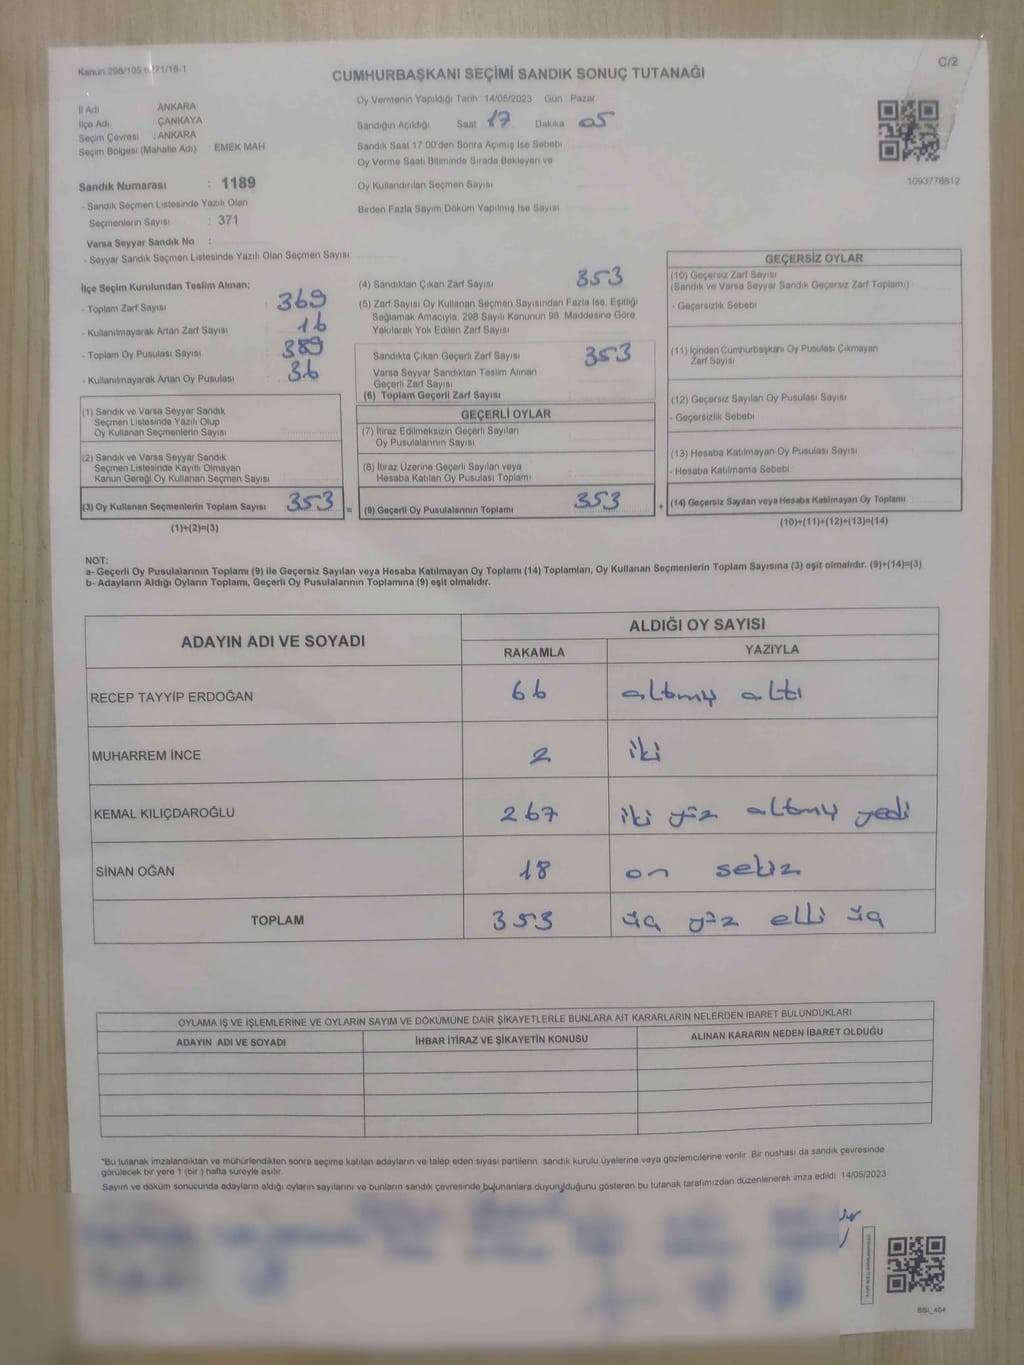 Kanun 298/105 6271/18-1
C/2
CUMHURBAŞKANI SEÇİMİ SANDIK SONUÇ TUTANAĞI
İl Adı ANKARA
İlçe Adı ÇANKAYA
Seçim Çevresi : ANKARA
Seçim Bölgesi (Mahalle Adı) EMEK MAH
Sandık Numarası : 1189
- Sandık Seçmen Listesinde Yazılı Olan
Seçmenlerin Sayısı : 371
Varsa Seyyar Sandık No :
- Seyyar Sandık Seçmen Listesinde Yazılı Olan Seçmen Sayısı:
Oy Vermenin Yapıldığı Tarih 14/05/2023 Gün Pazar
Sandığın Açıldığı Saat 17 Dakika 05
Sandık Saat 17 00'den Sonra Açımış İse Sebebi
Oy Verme Saati Bitiminde Sırada Bekleyen ve
Oy Kullandırılan Seçmen Sayısı
Birden Fazla Sayım Döküm Yapılmış İse Sayısı
1093778812
İlçe Seçim Kurulundan Teslim Alınan;
- Toplam Zarf Sayısı 369
- Kullanılmayarak Artan Zarf Sayısı 16
- Toplam Oy Pusulası Sayısı 389
- Kullanılmayarak Artan Oy Pusulası 36
(1) Sandık ve Varsa Seyyar Sandık
Seçmen Listesinde Yazılı Olup
Oy Kullanan Seçmenlerin Sayısı
(2) Sandık ve Varsa Seyyar Sandık
Seçmen Listesinde Kayıtlı Olmayan
Kanun Gereği Oy Kullanan Seçmen Sayısı
(3) Oy Kullanan Seçmenlerin Toplam Sayısı 353 =
(1)+(2)=(3)
(4) Sandıktan Çıkan Zarf Sayısı 353
(5) Zarf Sayısı Oy Kullanan Seçmen Sayısından Fazla İse, Eşitliği
Sağlamak Amacıyla, 298 Sayılı Kanunun 98. Maddesine Göre
Yakılarak Yok Edilen Zarf Sayısı
Sandıkta Çıkan Geçerli Zarf Sayısı 353
Varsa Seyyar Sandıktan Teslim Alınan
Geçerli Zarf Sayısı
(6) Toplam Geçerli Zarf Sayısı
GEÇERLİ OYLAR
(7) İtiraz Edilmeksizin Geçerli Sayılan
Oy Pusulalarının Sayısı
(8) İtiraz Üzerine Geçerli Sayılan veya
Hesaba Katılan Oy Pusulası Toplamı
(9) Geçerli Oy Pusulalarının Toplamı 353 +
GEÇERSİZ OYLAR
(10) Geçersiz Zarf Sayısı
(Sandık ve Varsa Seyyar Sandık Geçersiz Zarf Toplamı)
- Geçersizlik Sebebi
(11) İçinden Cumhurbaşkanı Oy Pusulası Çıkmayan
Zarf Sayısı
(12) Geçersiz Sayılan Oy Pusulası Sayısı
- Geçersizlik Sebebi
(13) Hesaba Katılmayan Oy Pusulası Sayısı
- Hesaba Katılmama Sebebi
(14) Geçersiz Sayılan veya Hesaba Katılmayan Oy Toplamı
(10)+(11)+(12)+(13)=(14)
NOT:
a- Geçerli Oy Pusulalarının Toplamı (9) ile Geçersiz Sayılan veya Hesaba Katılmayan Oy Toplamı (14) Toplamları, Oy Kullanan Seçmenlerin Toplam Sayısına (3) eşit olmalıdır. (9)+(14)=(3)
b- Adayların Aldığı Oyların Toplamı, Geçerli Oy Pusulalarının Toplamına (9) eşit olmalıdır.
ADAYIN ADI VE SOYADI ALDIĞI OY SAYISI
RAKAMLA YAZIYLA
RECEP TAYYİP ERDOĞAN 66 altmış altı
MUHARREM İNCE 2 iki
KEMAL KILIÇDAROĞLU 267 iki yüz altmış yedi
SİNAN OĞAN 18 on sekiz
TOPLAM 353 üç yüz elli üç
OYLAMA İŞ VE İŞLEMLERİNE VE OYLARIN SAYIM VE DÖKÜMÜNE DAİR ŞİKAYETLERLE BUNLARA AİT KARARLARIN NELERDEN İBARET BULUNDUKLARI
ADAYIN ADI VE SOYADI İHBAR İTİRAZ VE ŞİKAYETİN KONUSU ALINAN KARARIN NEDEN İBARET OLDUĞU
"Bu tutanak imzalandıktan ve mühürlendikten sonra seçime katılan adayların ve talep eden siyasi partilerin sandık kurulu üyelerine veya gözlemcilerine verilir. Bir nüshası da sandık çevresinde
görülecek bir yere 1 (bir ) hafta süreyle asılır.
Sayım ve döküm sonucunda adayların aldığı oyların sayılarını ve bunların sandık çevresinde bulunanlara duyurulduğunu gösteren bu tutanak tarafımızdan düzenlenerek imza edildi. 14/05/2023